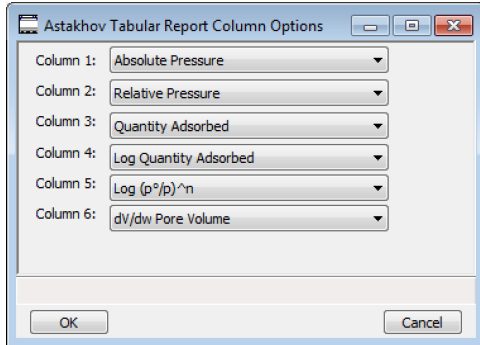 Astakhov Tabular Report Column Options
Column 1: Absolute Pressure
Column 2: Relative Pressure
Column 3: Quantity Adsorbed
Column 4: Log Quantity Adsorbed
Column 5: Log (p°/p)^n
Column 6: dV/dw Pore Volume
OK Cancel